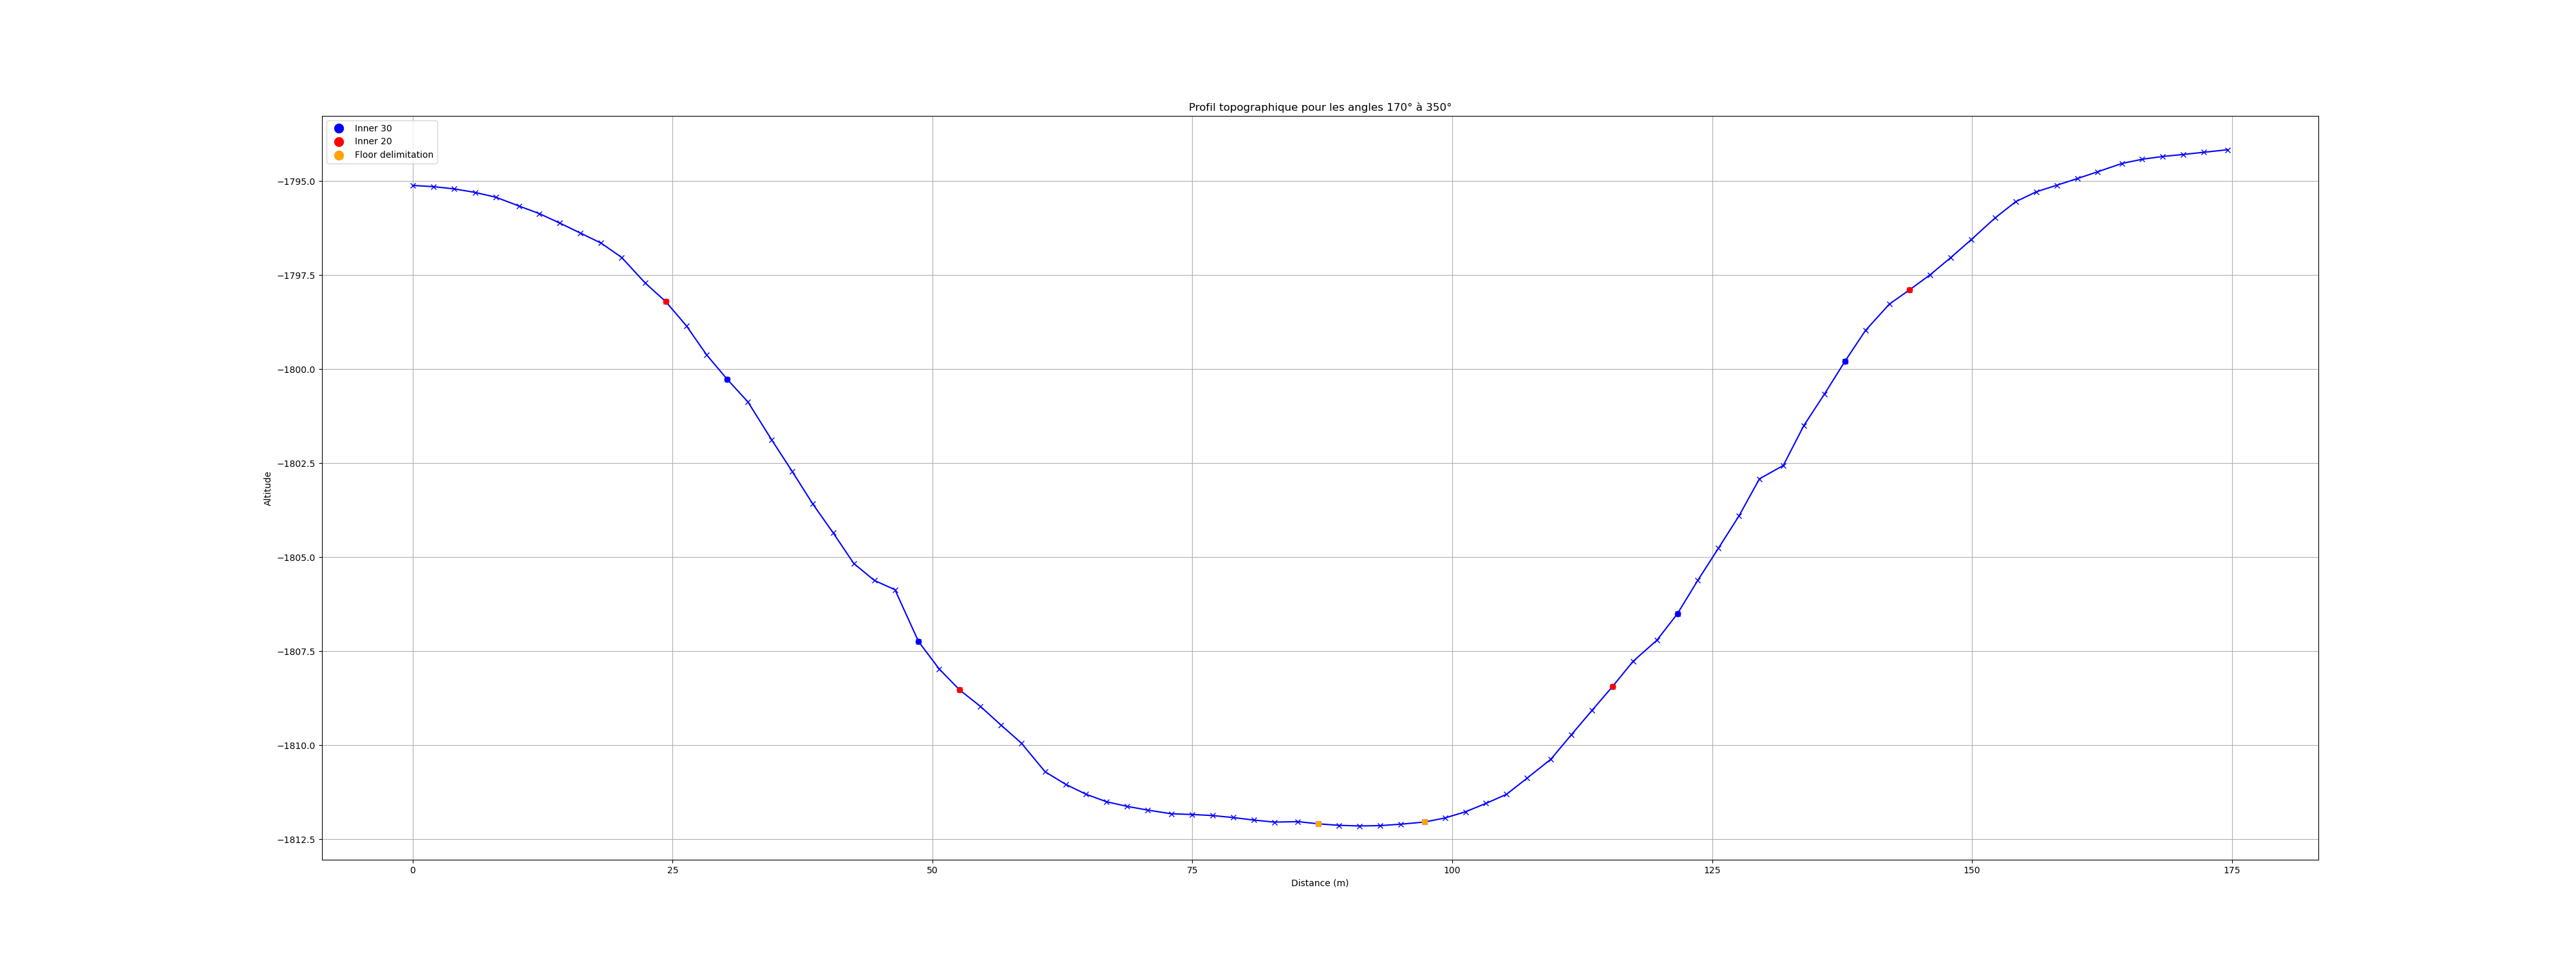 Profil topographique pour les angles 170° à 350°
Inner 30
Inner 20
Floor delimitation
−1795.0
−1797.5
−1800.0
−1802.5
−1805.0
−1807.5
−1810.0
−1812.5
Altitude
0 25 50 75 100 125 150 175
Distance (m)